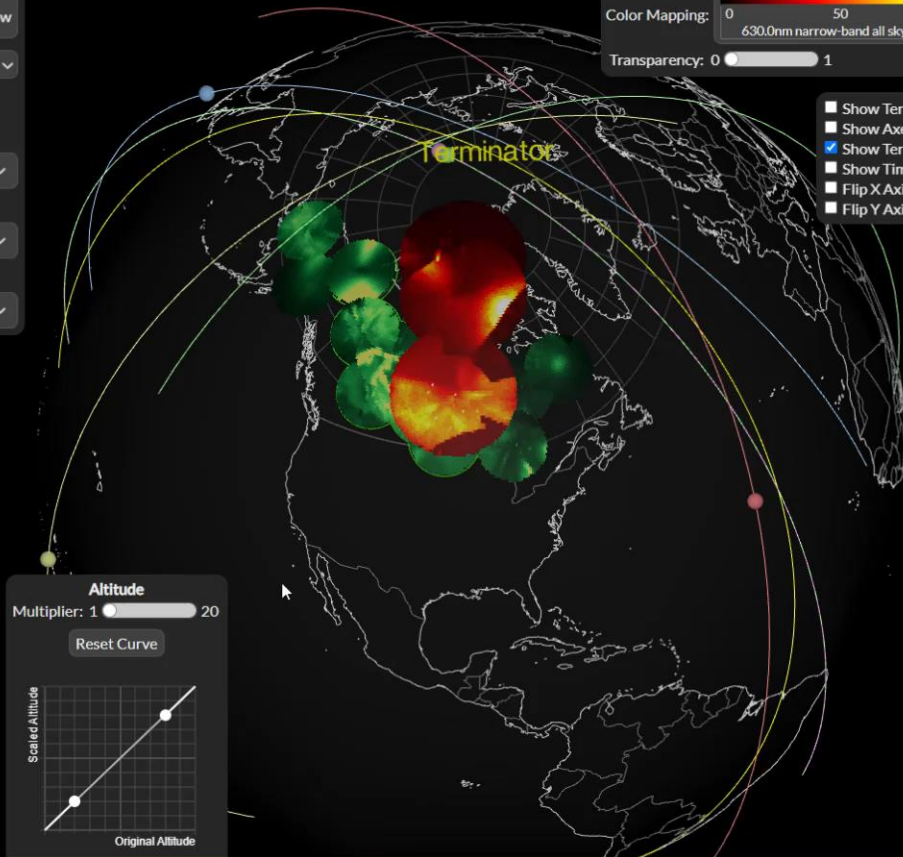 w
Color Mapping:
0 50
630.0nm narrow-band all sky
Transparency: 0 1
Show Ter
Show Axe
Show Ter
Show Tim
Flip X Axi
Flip Y Axi
Terminator
Altitude
Multiplier: 1 20
Reset Curve
Scaled Altitude
Original Altitude